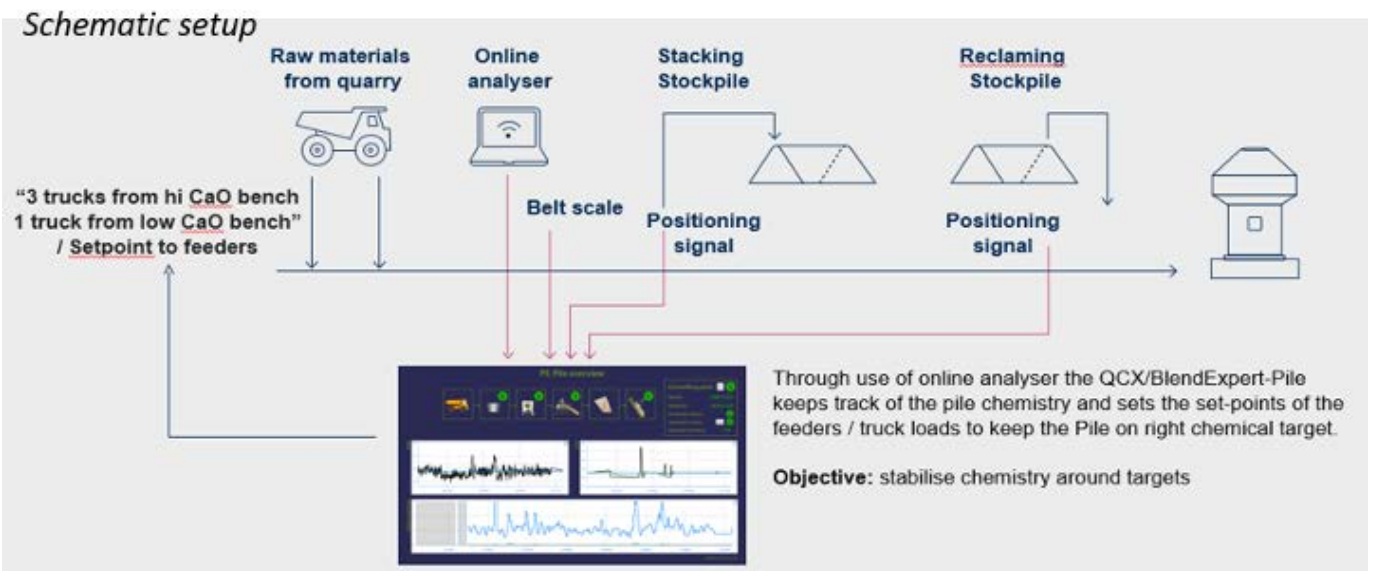 Schematic setup
Raw materials
from quarry
Online
analyser
Stacking
Stockpile
Reclaming
Stockpile
"3 trucks from hi CaO bench
1 truck from low CaO bench"
/ Setpoint to feeders
Belt scale
Positioning
signal
Positioning
signal
Through use of online analyser the QCX/BlendExpert-Pile
keeps track of the pile chemistry and sets the set-points of the
feeders / truck loads to keep the Pile on right chemical target.
Objective: stabilise chemistry around targets